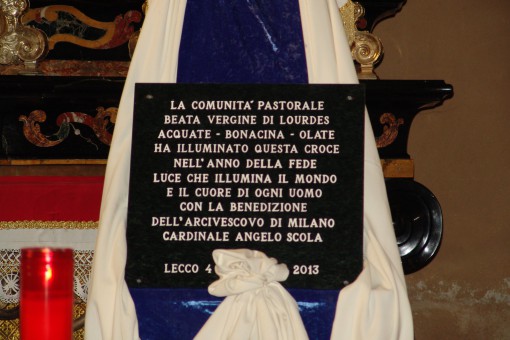 LA COMUNITA' PASTORALE
BEATA VERGINE DI LOURDES
ACQUATE - BONACINA - OLATE
HA ILLUMINATO QUESTA CROCE
NELL'ANNO DELLA FEDE
LUCE CHE ILLUMINA IL MONDO
E IL CUORE DI OGNI UOMO
CON LA BENEDIZIONE
DELL'ARCIVESCOVO DI MILANO
CARDINALE ANGELO SCOLA
LECCO 4 2013